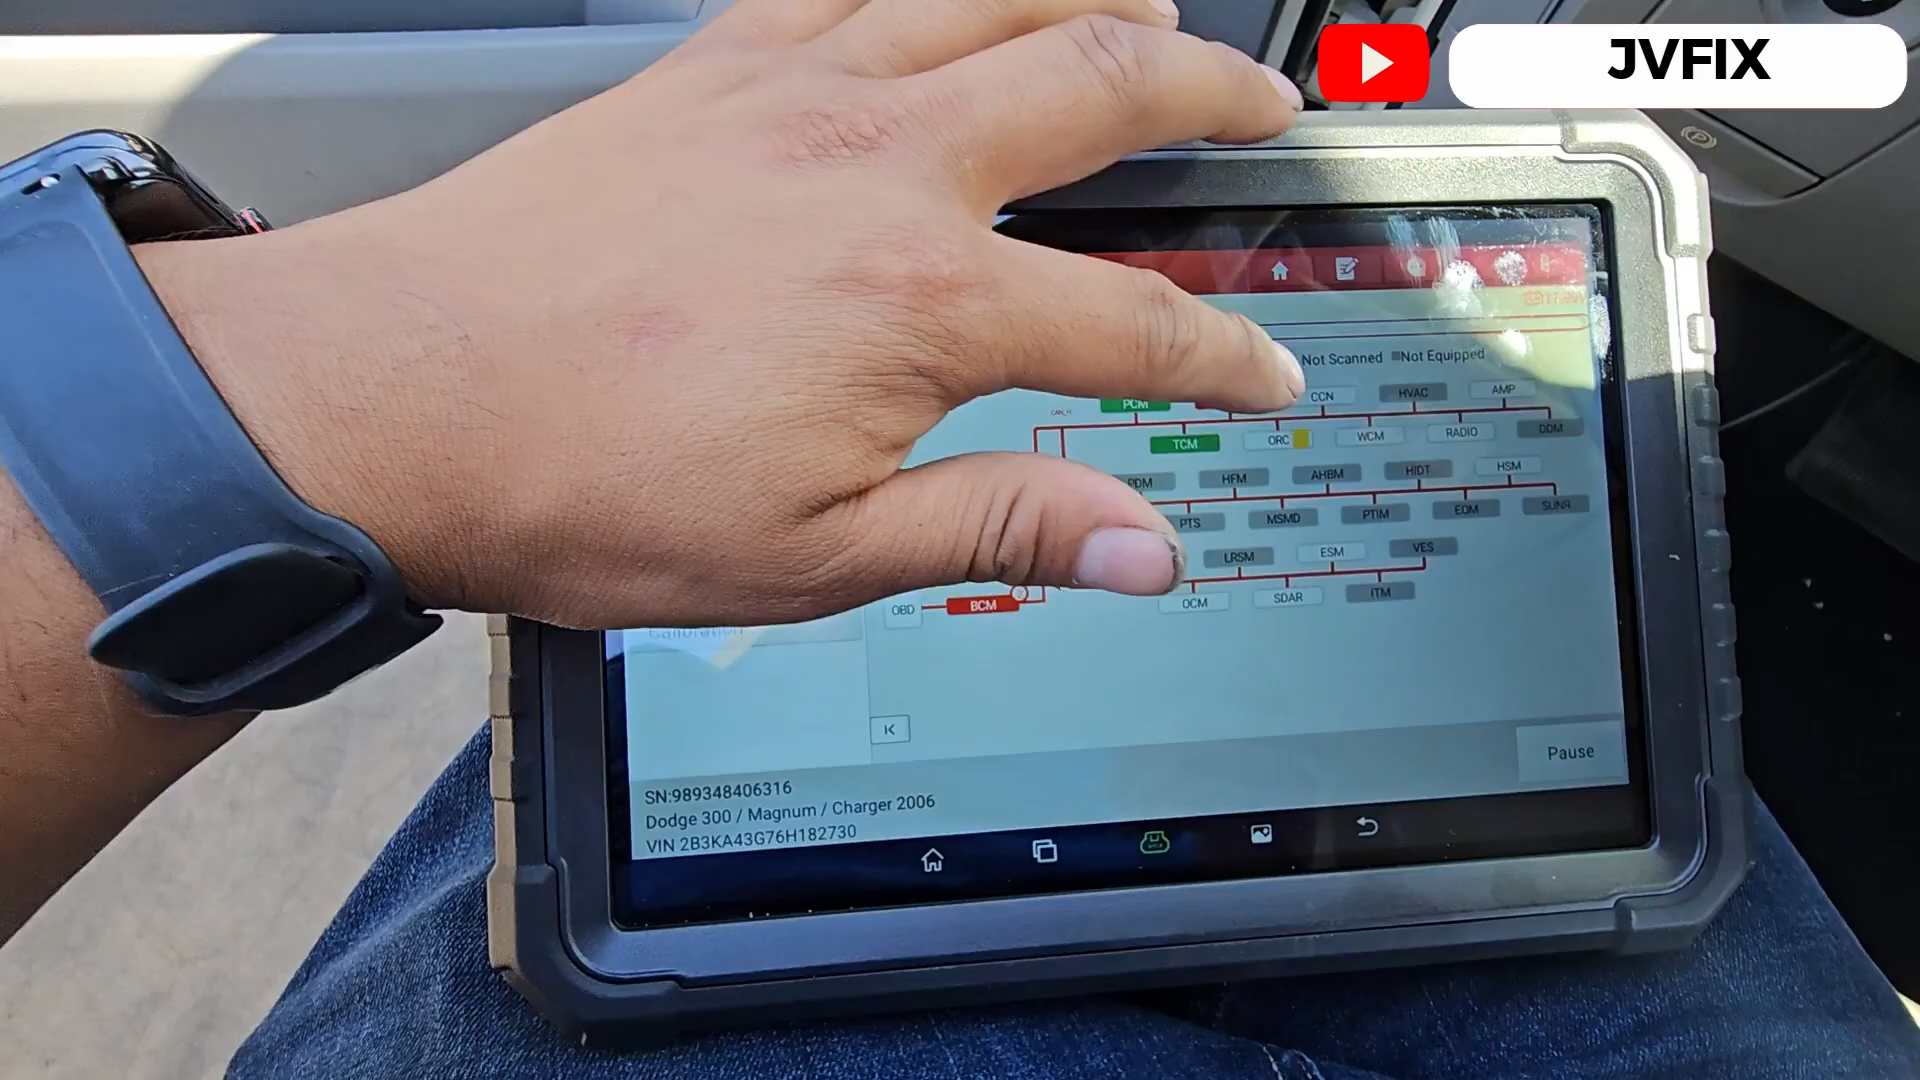 JVFIX
Not Scanned Not Equipped
CCN HVAC AMP
PCM
CAN_H
TCM ORC WCM RADIO DDM
PDM HFM AHBM HIDT HSM
PTS MSMD PTIM EOM SUNR
LRSM ESM VES
OCM SDAR ITM
OBD BCM
Calibration
Pause
SN:989348406316
Dodge 300 / Magnum / Charger 2006
VIN 2B3KA43G76H182730